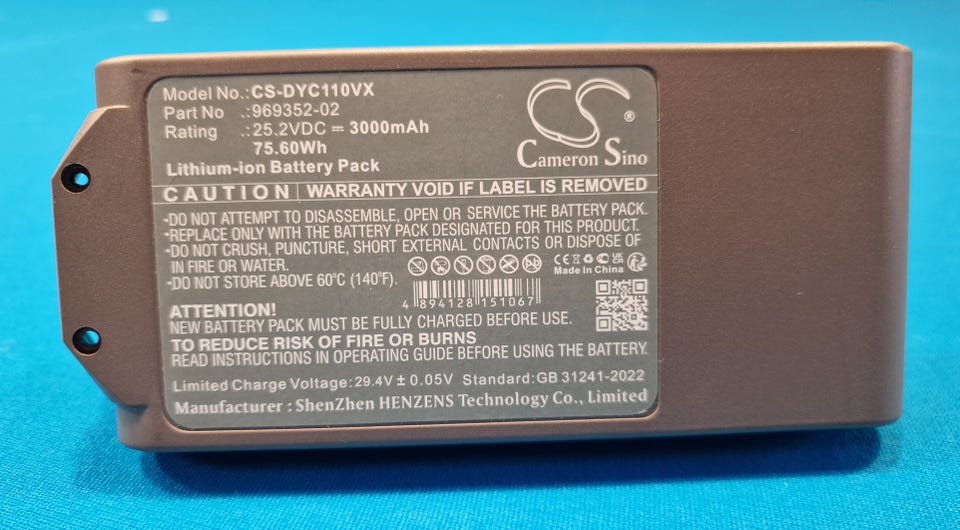 Model No.:CS-DYC110VX
Part No .:969352-02
Rating .:25.2VDC ⎓ 3000mAh
75.60Wh
Lithium-ion Battery Pack
CS®
Cameron Sino
CAUTION | WARRANTY VOID IF LABEL IS REMOVED
•DO NOT ATTEMPT TO DISASSEMBLE, OPEN OR SERVICE THE BATTERY PACK.
•REPLACE ONLY WITH THE BATTERY PACK DESIGNATED FOR THIS PRODUCT.
•DO NOT CRUSH, PUNCTURE, SHORT EXTERNAL CONTACTS OR DISPOSE OF
IN FIRE OR WATER.
•DO NOT STORE ABOVE 60°C (140°F).
CE
UK CA
Made In China
4 894128 151067
ATTENTION!
NEW BATTERY PACK MUST BE FULLY CHARGED BEFORE USE.
TO REDUCE RISK OF FIRE OR BURNS
READ INSTRUCTIONS IN OPERATING GUIDE BEFORE USING THE BATTERY.
Limited Charge Voltage: 29.4V ± 0.05V Standard: GB 31241-2022
Manufacturer : ShenZhen HENZENS Technology Co., Limited